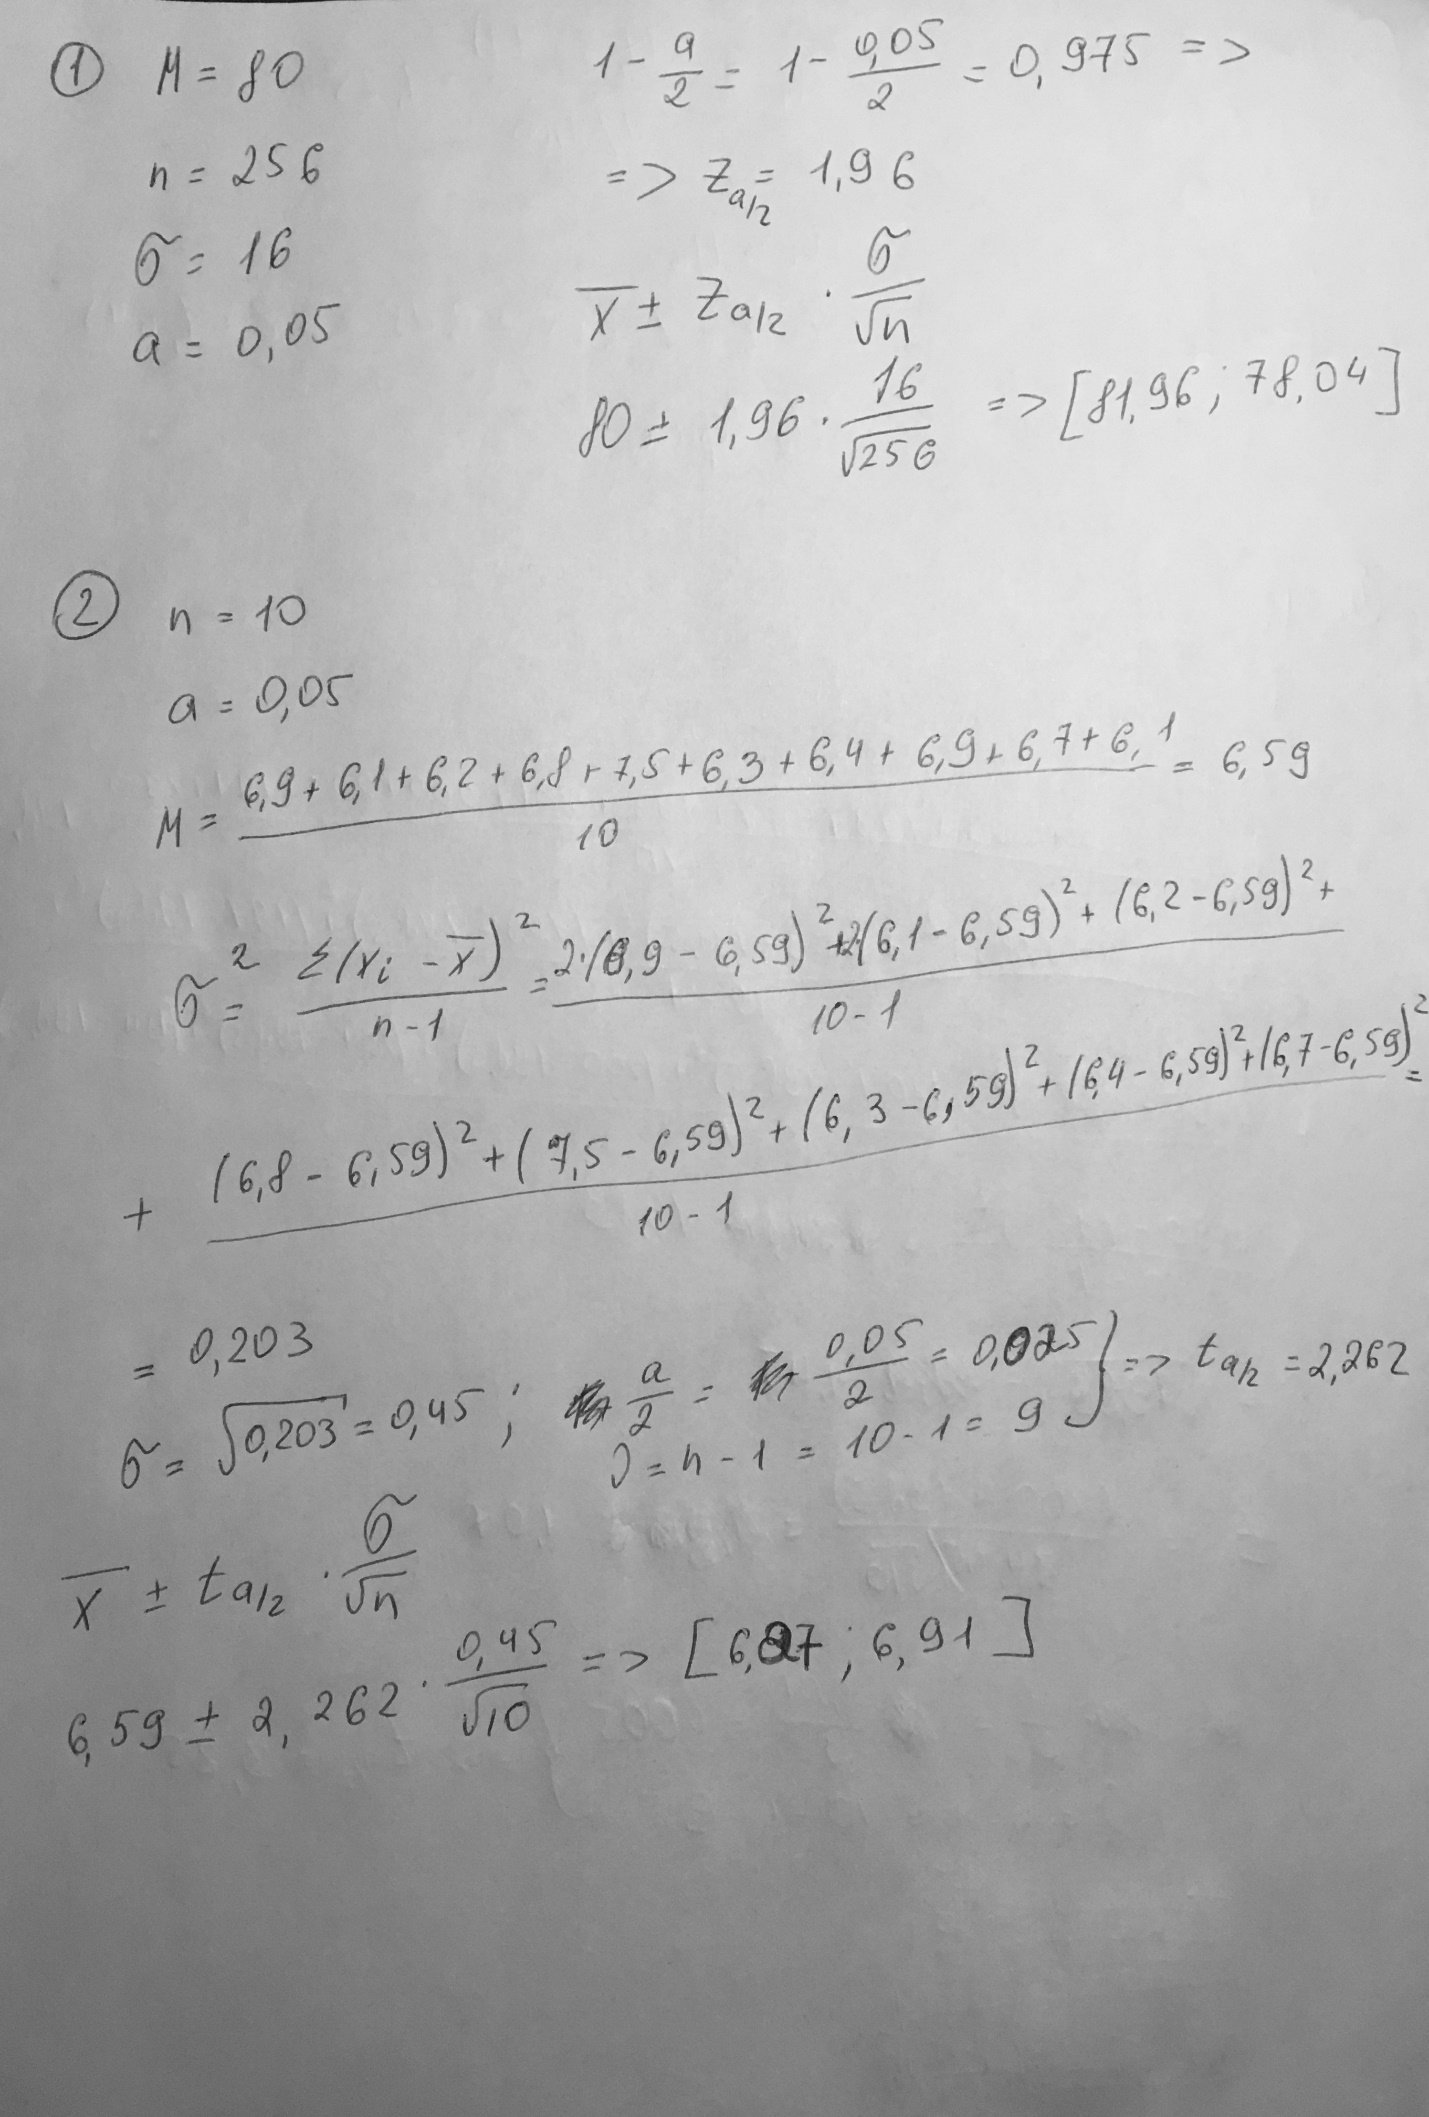 ① M = 80
n = 256
σ = 16
a = 0,05
1 - a/2 = 1 - 0,05/2 = 0,975 =>
=> Z_a/2 = 1,96
x̅ ± Z a/2 · σ/√n
80 ± 1,96 · 16/√256 => [81,96 ; 78,04]
② n = 10
a = 0,05
M = (6,9 + 6,1 + 6,2 + 6,8 + 7,5 + 6,3 + 6,4 + 6,9 + 6,7 + 6,1)/10 = 6,59
σ² = Σ(xi - x̅)²/(n - 1) = (2·(6,9 - 6,59)² + 2·(6,1 - 6,59)² + (6,2 - 6,59)² +)/(10 - 1)
+ ((6,8 - 6,59)² + (7,5 - 6,59)² + (6,3 - 6,59)² + (6,4 - 6,59)² + (6,7 - 6,59)²)/(10 - 1) =
= 0,203
σ = √0,203 = 0,45 ; a/2 = 0,05/2 = 0,025 } => t a/2 = 2,262
= n - 1 = 10 - 1 = 9
x̅ ± t a/2 · σ/√n
6,59 ± 2,262 · 0,45/√10 => [6,27 ; 6,91]